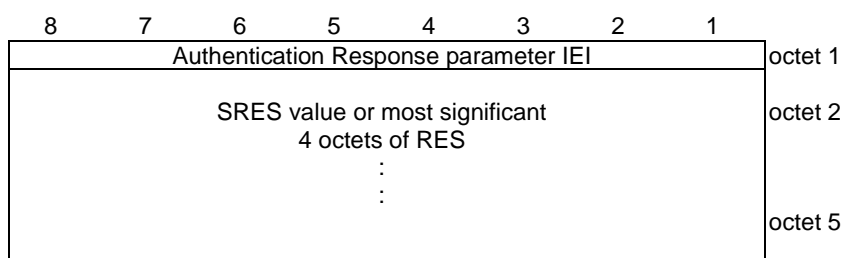 8 7 6 5 4 3 2 1
Authentication Response parameter IEI octet 1
SRES value or most significant octet 2
4 octets of RES
:
:
octet 5